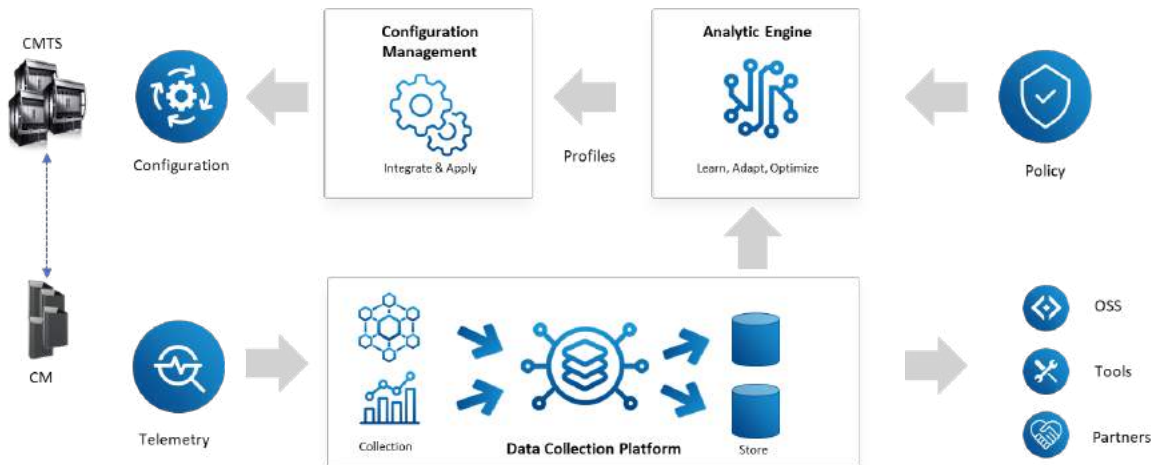 CMTS
Configuration
Configuration
Management
Integrate & Apply
Profiles
Analytic Engine
Learn, Adapt, Optimize
Policy
CM
Telemetry
Collection
Data Collection Platform
Store
OSS
Tools
Partners